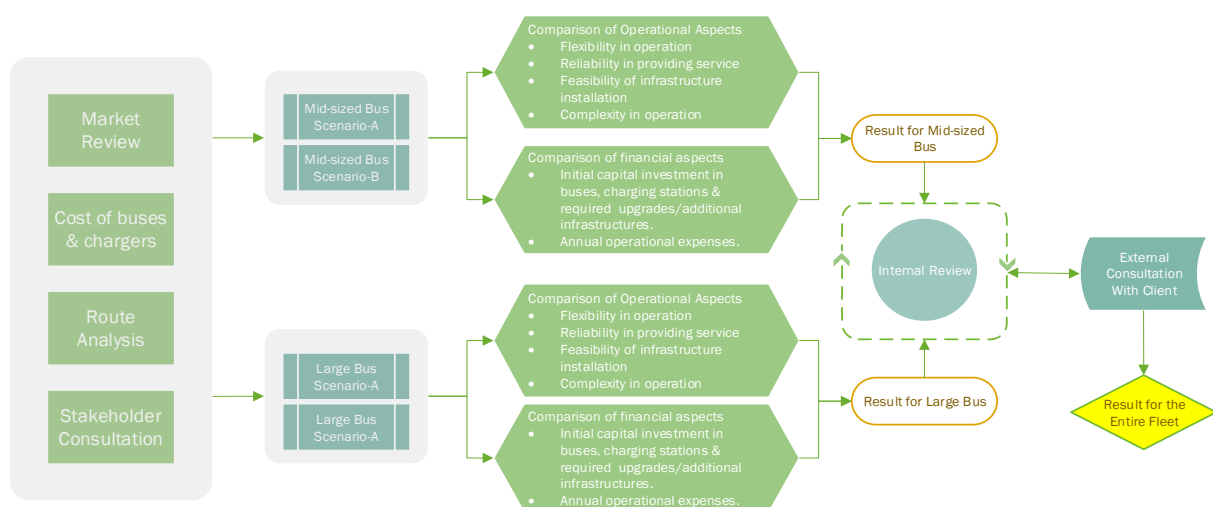 Market
Review
Cost of buses
& chargers
Route
Analysis
Stakeholder
Consultation
Mid-sized Bus
Scenario-A
Mid-sized Bus
Scenario-B
Large Bus
Scenario-A
Large Bus
Scenario-A
Comparison of Operational Aspects
• Flexibility in operation
• Reliability in providing service
• Feasibility of infrastructure
installation
• Complexity in operation
Comparison of financial aspects
• Initial capital investment in
buses, charging stations &
required upgrades/additional
infrastructures.
• Annual operational expenses.
Comparison of Operational Aspects
• Flexibility in operation
• Reliability in providing service
• Feasibility of infrastructure
installation
• Complexity in operation
Comparison of financial aspects
• Initial capital investment in
buses, charging stations &
required upgrades/additional
infrastructures.
• Annual operational expenses.
Result for Mid-sized
Bus
Internal Review
Result for Large Bus
External
Consultation
With Client
Result for the
Entire Fleet